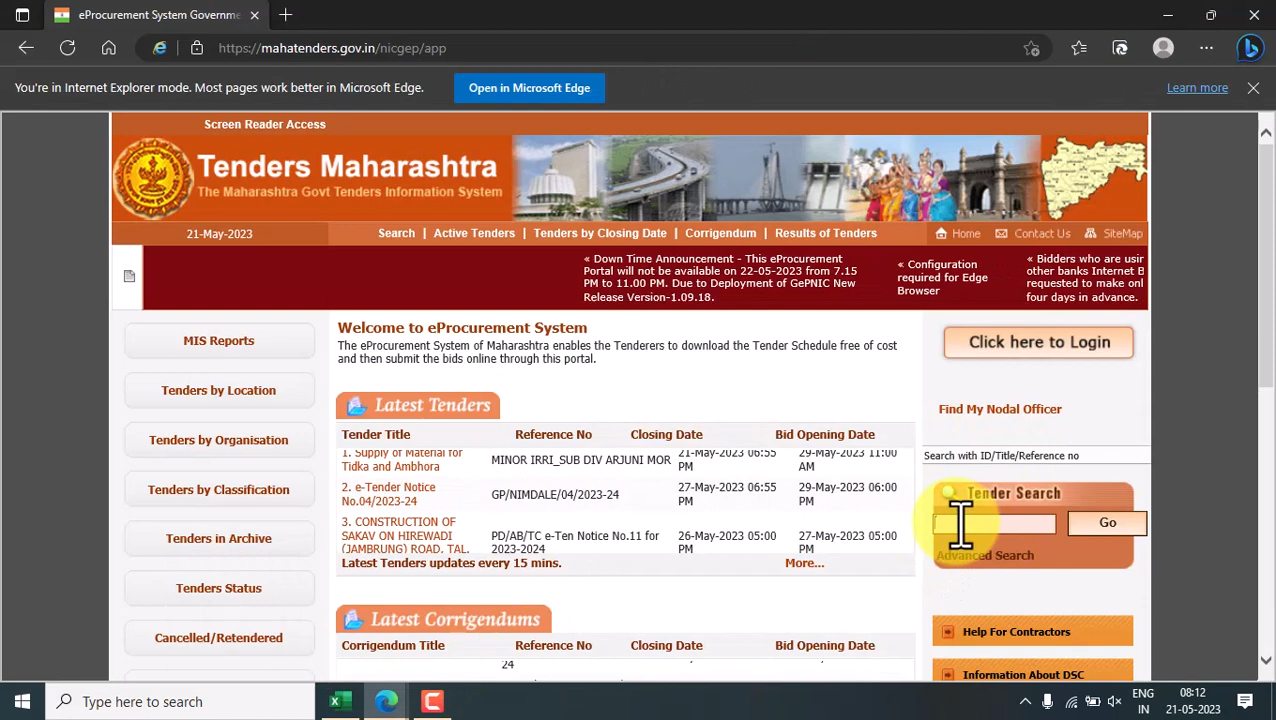 eProcurement System Governme
https://mahatenders.gov.in/nicgep/app
You're in Internet Explorer mode. Most pages work better in Microsoft Edge.
Open in Microsoft Edge
Learn more
Screen Reader Access
Tenders Maharashtra
The Maharashtra Govt Tenders Information System
21-May-2023
Search | Active Tenders | Tenders by Closing Date | Corrigendum | Results of Tenders
Home
Contact Us
SiteMap
« Down Time Announcement - This eProcurement
Portal will not be available on 22-05-2023 from 7.15
PM to 11.00 PM. Due to Deployment of GePNIC New
Release Version-1.09.18.
« Configuration
required for Edge
Browser
« Bidders who are usin
other banks Internet B
requested to make onl
four days in advance.
MIS Reports
Tenders by Location
Tenders by Organisation
Tenders by Classification
Tenders in Archive
Tenders Status
Cancelled/Retendered
Welcome to eProcurement System
The eProcurement System of Maharashtra enables the Tenderers to download the Tender Schedule free of cost
and then submit the bids online through this portal.
Latest Tenders
Tender Title Reference No Closing Date Bid Opening Date
1. Supply of Material for
Tidka and Ambhora
MINOR IRRI_SUB DIV ARJUNI MOR
21-May-2023 06:55
PM
29-May-2023 11:00
AM
2. e-Tender Notice
No.04/2023-24
GP/NIMDALE/04/2023-24
27-May-2023 06:55
PM
29-May-2023 06:00
PM
3. CONSTRUCTION OF
SAKAV ON HIREWADI
(JAMBRUNG) ROAD, TAL.
PD/AB/TC e-Ten Notice No.11 for
2023-2024
26-May-2023 05:00
PM
27-May-2023 05:00
PM
Latest Tenders updates every 15 mins.
More...
Latest Corrigendums
Corrigendum Title Reference No Closing Date Bid Opening Date
24
Click here to Login
Find My Nodal Officer
Search with ID/Title/Reference no
Tender Search
Go
Advanced Search
Help For Contractors
Information About DSC
Type here to search
ENG
IN
08:12
21-05-2023